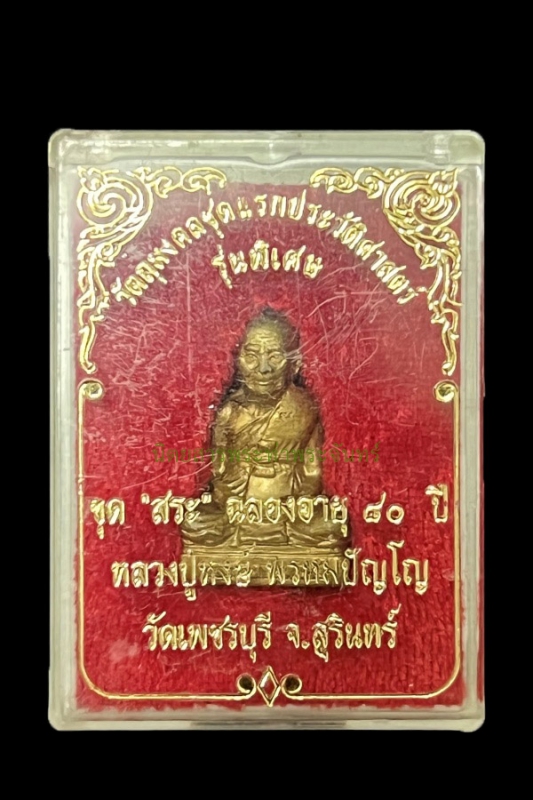 วัตถุมงคลชุดแรกประวัติศาสตร์
รุ่นพิเศษ
ชุด "สระ" ฉลองอายุ ๘๐ ปี
หลวงปู่หงษ์ พรหมปัญโญ
วัดเพชรบุรี จ.สุรินทร์